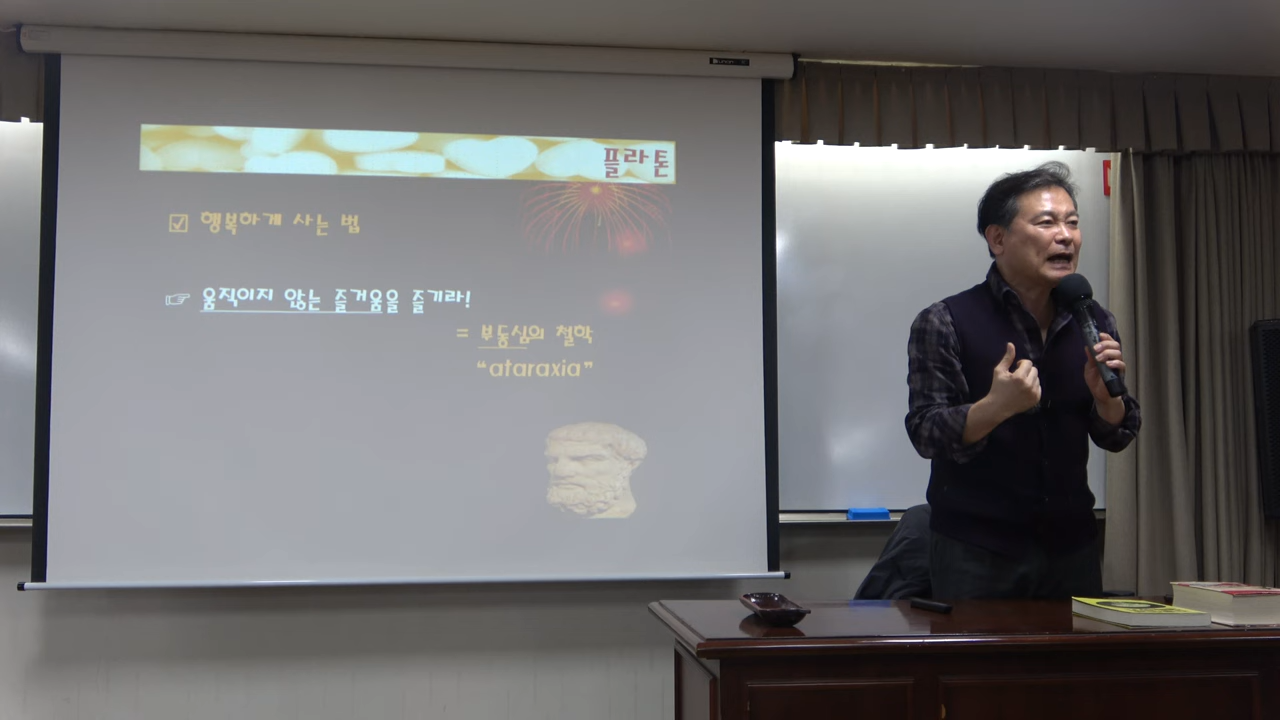 플라톤
☑ 행복하게 사는 법
☞ 움직이지 않는 즐거움을 즐기라!
= 부동심의 철학
“ataraxia”